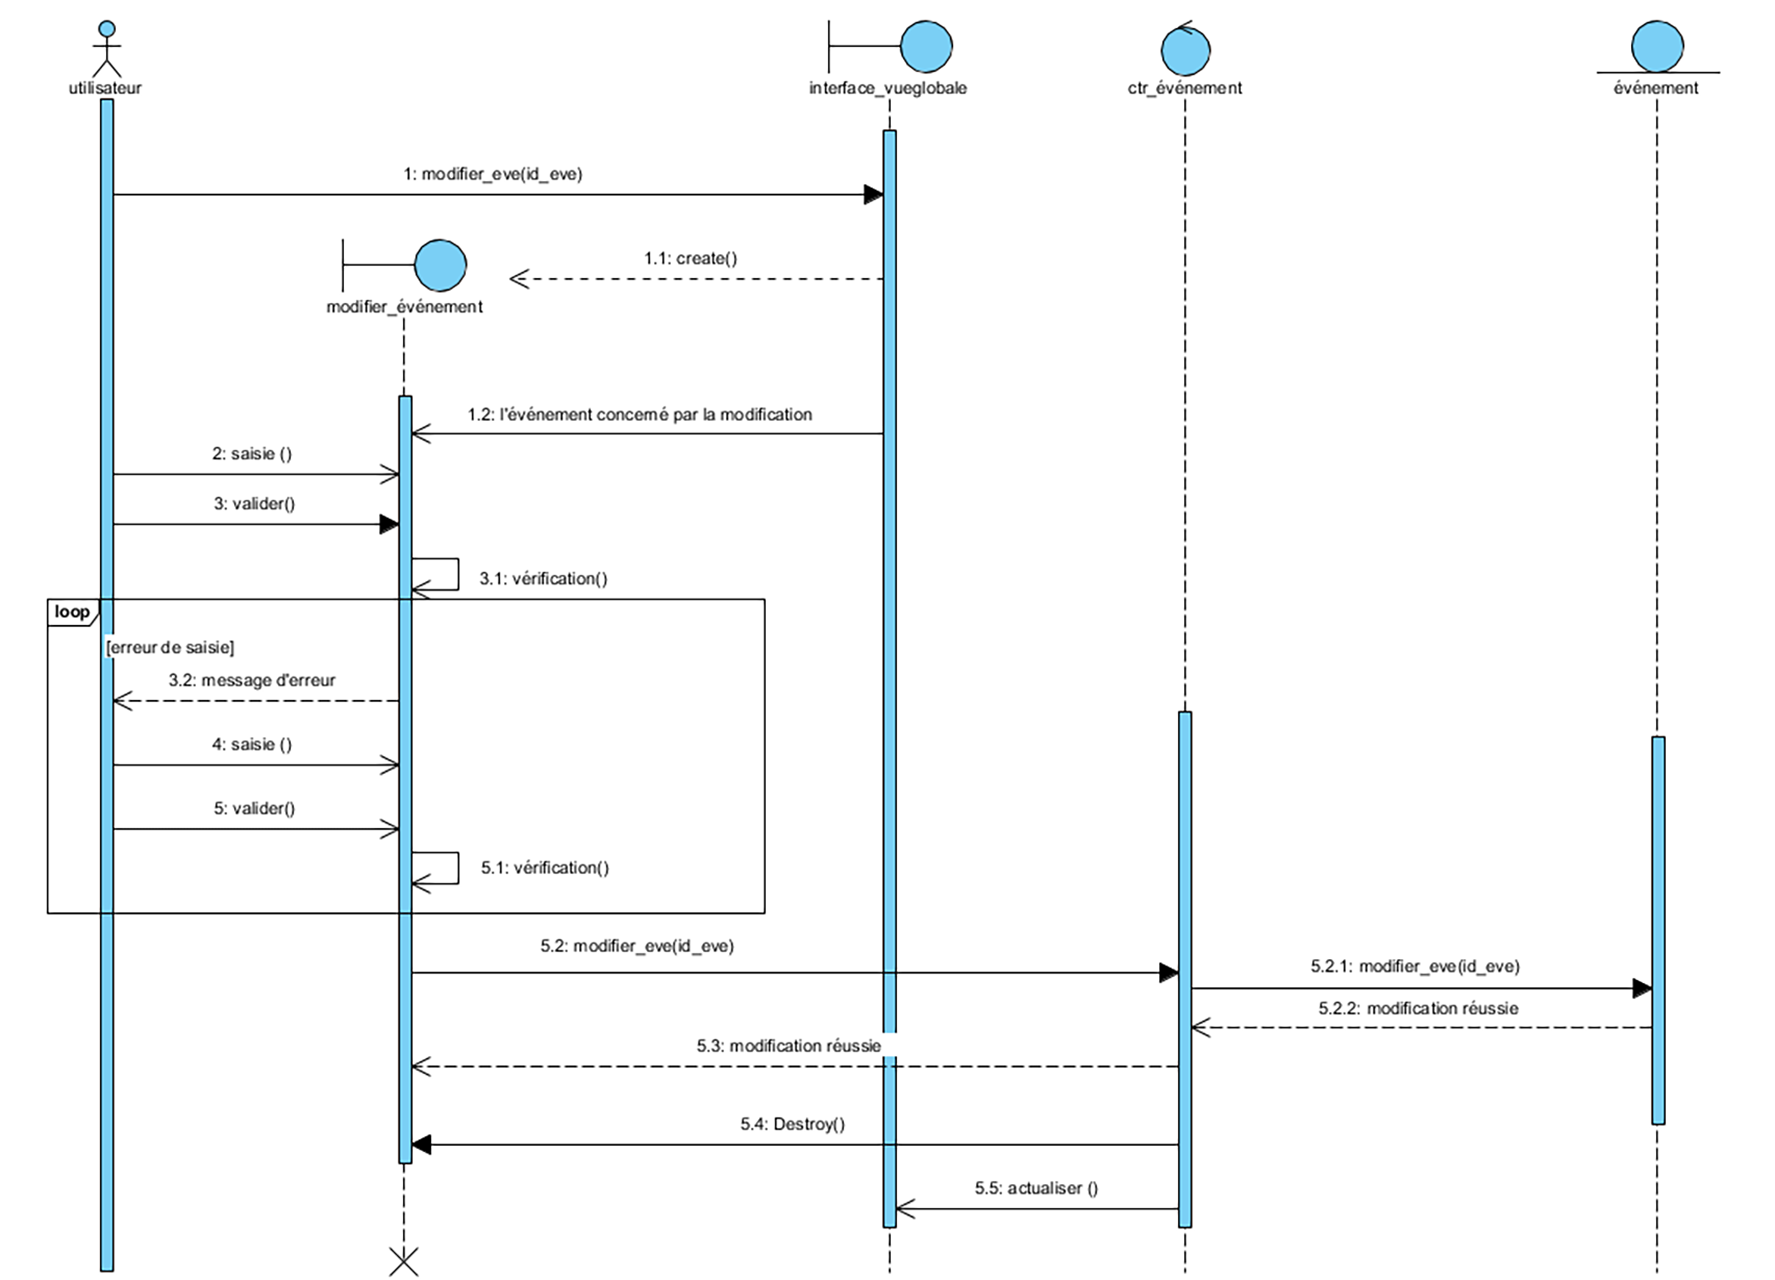 utilisateur
interface_vueglobale
ctr_événement
événement
1: modifier_eve(id_eve)
1.1: create()
modifier_événement
1.2: l'événement concerné par la modification
2: saisie ()
3: valider()
3.1: vérification()
loop
[erreur de saisie]
3.2: message d'erreur
4: saisie ()
5: valider()
5.1: vérification()
5.2: modifier_eve(id_eve)
5.2.1: modifier_eve(id_eve)
5.2.2: modification réussie
5.3: modification réussie
5.4: Destroy()
5.5: actualiser ()